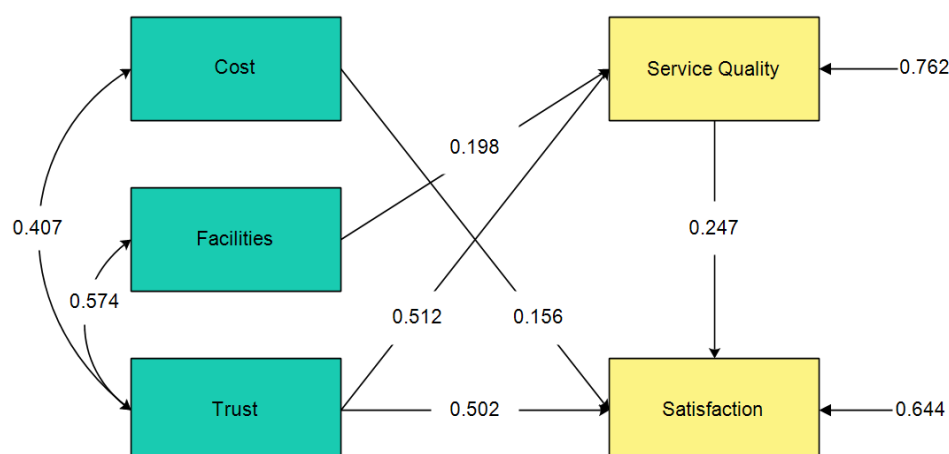 Cost
Service Quality
0.762
0.198
0.407
Facilities
0.247
0.574
0.512
0.156
Trust
0.502
Satisfaction
0.644